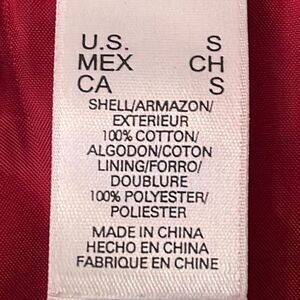 U.S. S
MEX CH
CA S
SHELL/ARMAZON/
EXTERIEUR
100% COTTON/
ALGODON/COTON
LINING/FORRO/
DOUBLURE
100% POLYESTER/
POLIESTER
MADE IN CHINA
HECHO EN CHINA
FABRIQUE EN CHINE